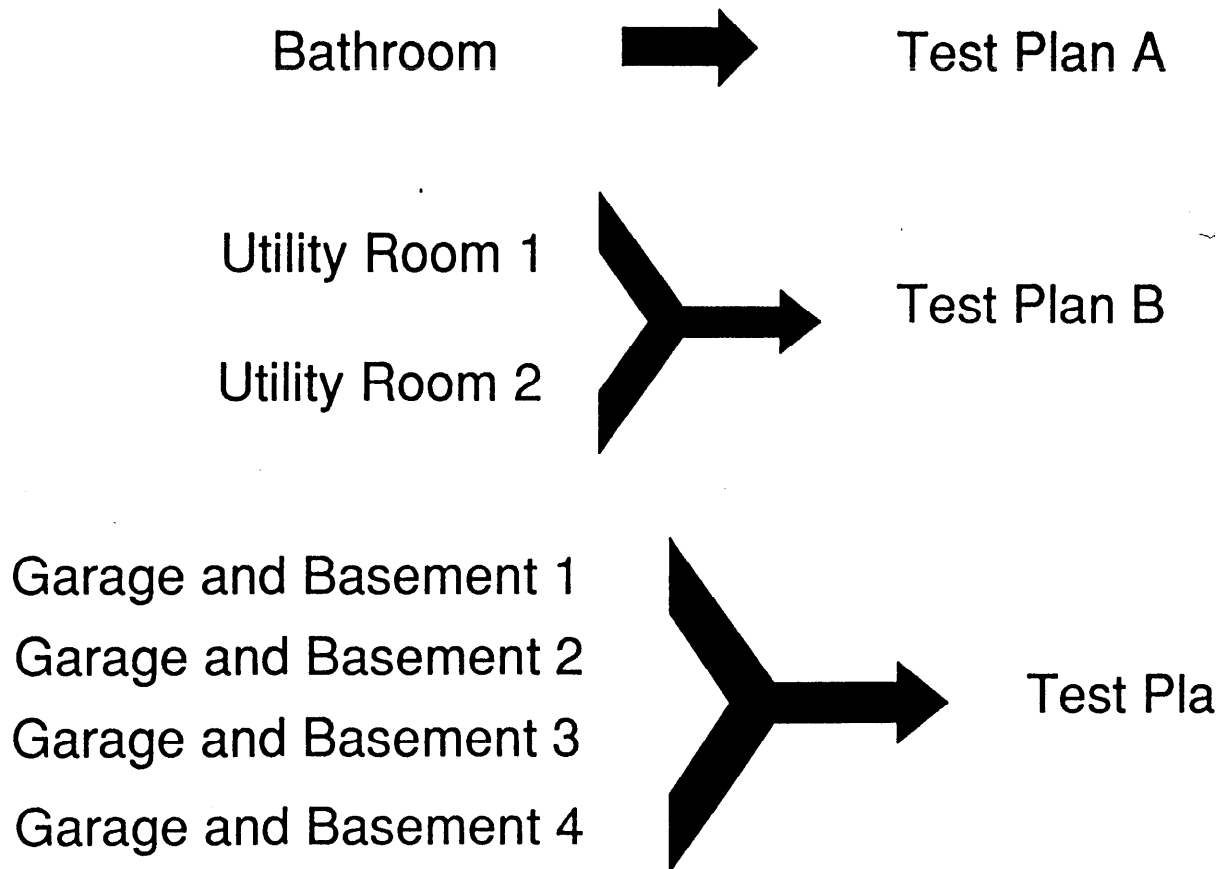 Bathroom
Test Plan A
Utility Room 1
Test Plan B
Utility Room 2
Garage and Basement 1
Garage and Basement 2
Test Pla
Garage and Basement 3
Garage and Basement 4